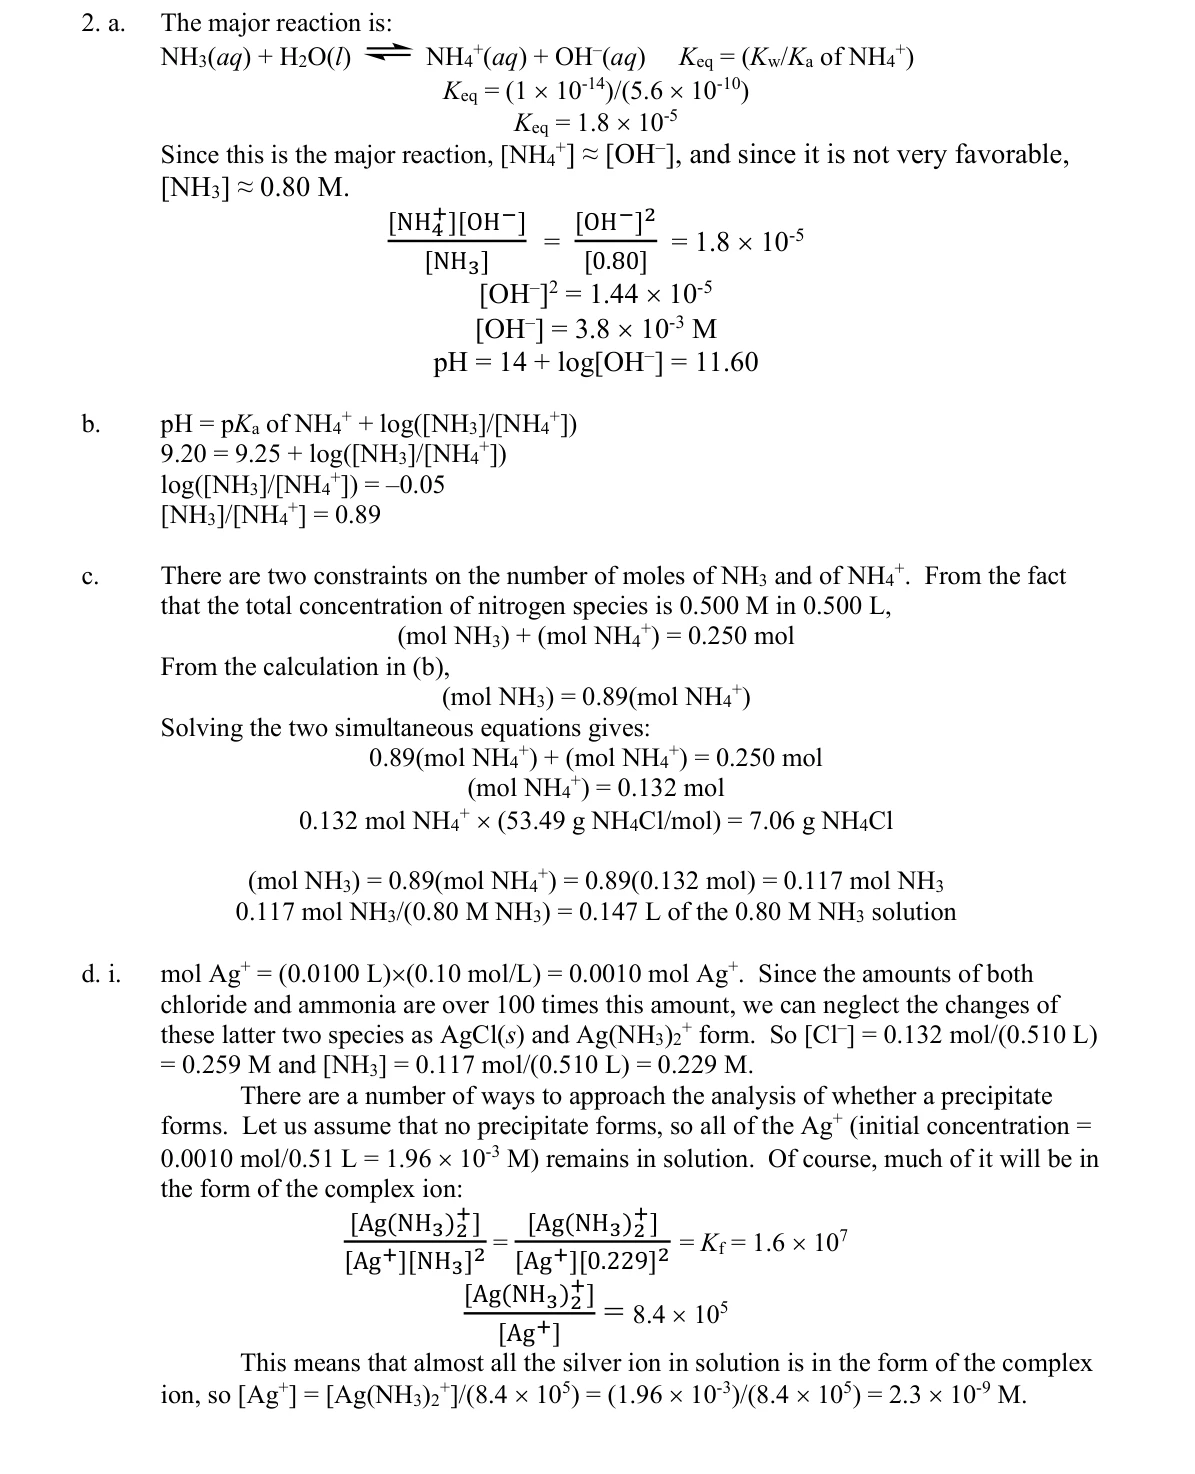 2. a. The major reaction is:
NH₃(aq) + H₂O(l) ⇌ NH₄⁺(aq) + OH⁻(aq) Keq = (Kw/Ka of NH₄⁺)
Keq = (1 × 10⁻¹⁴)/(5.6 × 10⁻¹⁰)
Keq = 1.8 × 10⁻⁵
Since this is the major reaction, [NH₄⁺] ≈ [OH⁻], and since it is not very favorable,
[NH₃] ≈ 0.80 M.
[NH₄⁺][OH⁻]/[NH₃] = [OH⁻]²/[0.80] = 1.8 × 10⁻⁵
[OH⁻]² = 1.44 × 10⁻⁵
[OH⁻] = 3.8 × 10⁻³ M
pH = 14 + log[OH⁻] = 11.60
b. pH = pKa of NH₄⁺ + log([NH₃]/[NH₄⁺])
9.20 = 9.25 + log([NH₃]/[NH₄⁺])
log([NH₃]/[NH₄⁺]) = –0.05
[NH₃]/[NH₄⁺] = 0.89
c. There are two constraints on the number of moles of NH₃ and of NH₄⁺. From the fact
that the total concentration of nitrogen species is 0.500 M in 0.500 L,
(mol NH₃) + (mol NH₄⁺) = 0.250 mol
From the calculation in (b),
(mol NH₃) = 0.89(mol NH₄⁺)
Solving the two simultaneous equations gives:
0.89(mol NH₄⁺) + (mol NH₄⁺) = 0.250 mol
(mol NH₄⁺) = 0.132 mol
0.132 mol NH₄⁺ × (53.49 g NH₄Cl/mol) = 7.06 g NH₄Cl
(mol NH₃) = 0.89(mol NH₄⁺) = 0.89(0.132 mol) = 0.117 mol NH₃
0.117 mol NH₃/(0.80 M NH₃) = 0.147 L of the 0.80 M NH₃ solution
d. i. mol Ag⁺ = (0.0100 L)×(0.10 mol/L) = 0.0010 mol Ag⁺. Since the amounts of both
chloride and ammonia are over 100 times this amount, we can neglect the changes of
these latter two species as AgCl(s) and Ag(NH₃)₂⁺ form. So [Cl⁻] = 0.132 mol/(0.510 L)
= 0.259 M and [NH₃] = 0.117 mol/(0.510 L) = 0.229 M.
There are a number of ways to approach the analysis of whether a precipitate
forms. Let us assume that no precipitate forms, so all of the Ag⁺ (initial concentration =
0.0010 mol/0.51 L = 1.96 × 10⁻³ M) remains in solution. Of course, much of it will be in
the form of the complex ion:
[Ag(NH₃)₂⁺]/[Ag⁺][NH₃]² = [Ag(NH₃)₂⁺]/[Ag⁺][0.229]² = Kf = 1.6 × 10⁷
[Ag(NH₃)₂⁺]/[Ag⁺] = 8.4 × 10⁵
This means that almost all the silver ion in solution is in the form of the complex
ion, so [Ag⁺] = [Ag(NH₃)₂⁺]/(8.4 × 10⁵) = (1.96 × 10⁻³)/(8.4 × 10⁵) = 2.3 × 10⁻⁹ M.